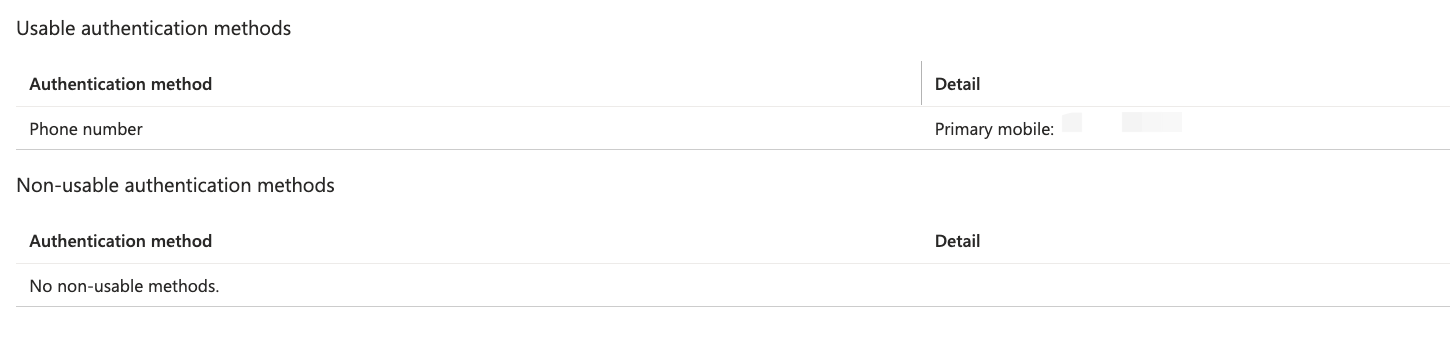 Usable authentication methods
Authentication method Detail
Phone number Primary mobile:
Non-usable authentication methods
Authentication method Detail
No non-usable methods.